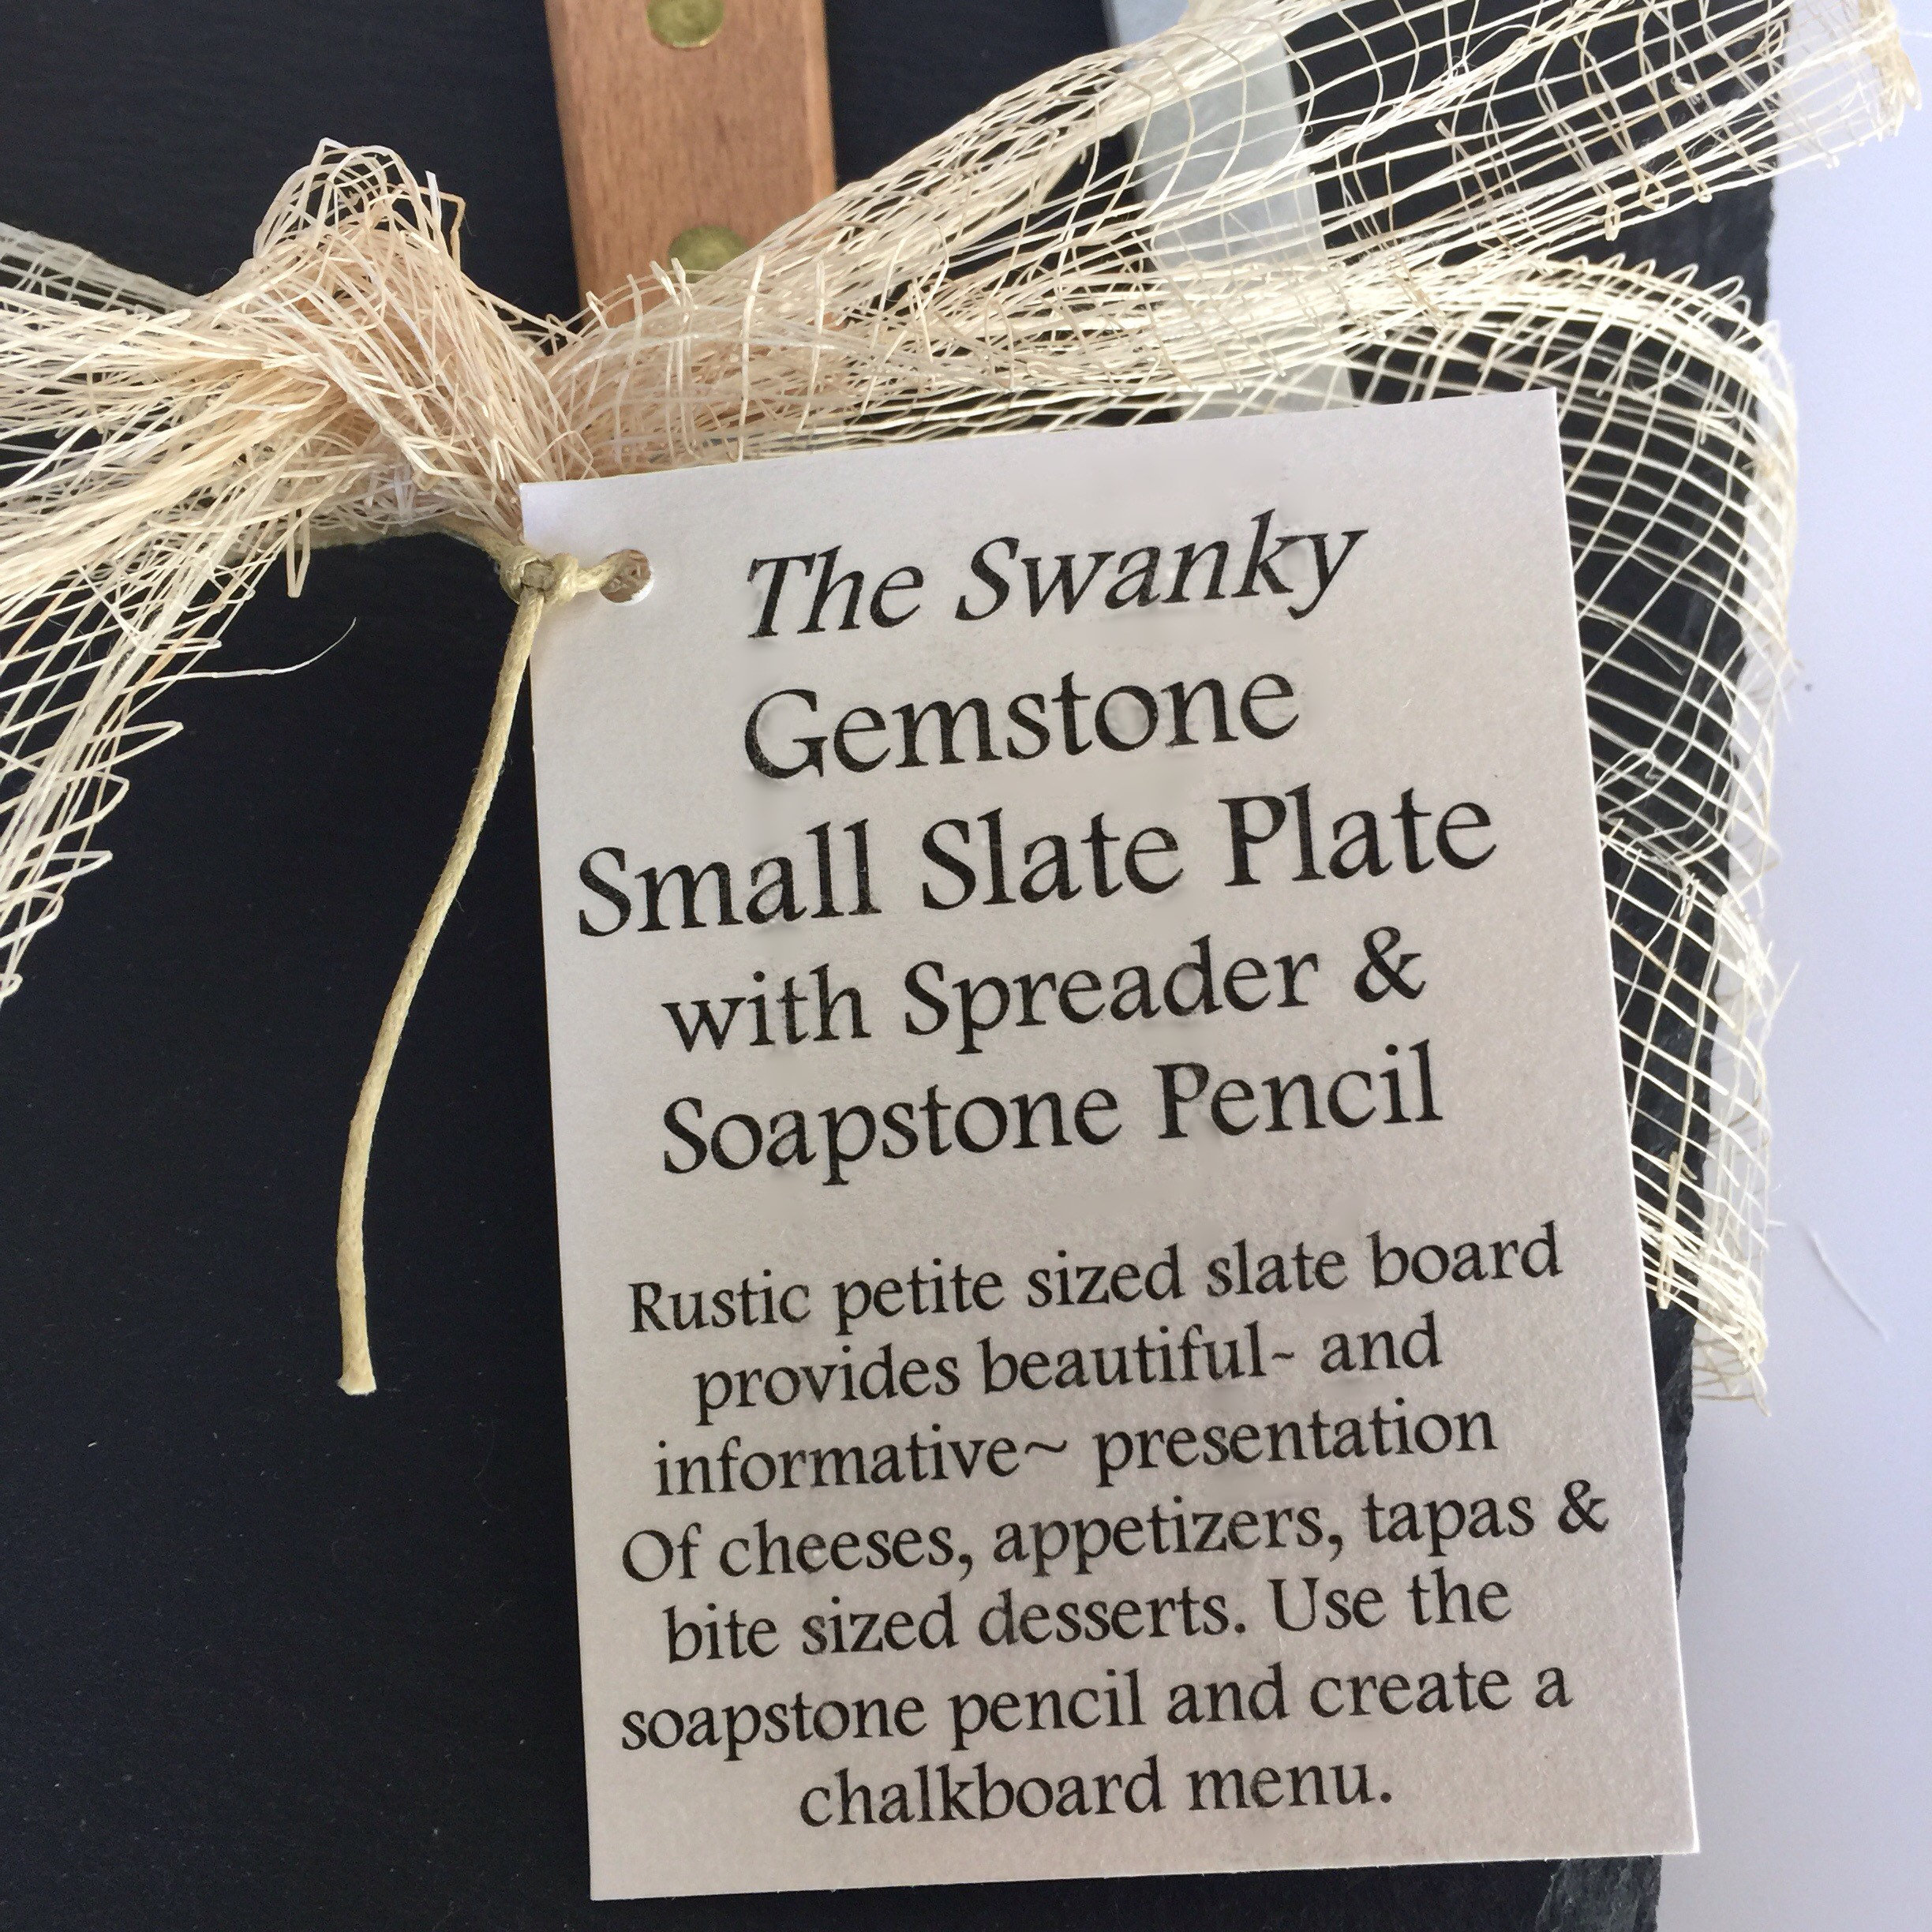 The Swanky
Gemstone
Small Slate Plate
with Spreader &
Soapstone Pencil
Rustic petite sized slate board
provides beautiful~ and
informative~ presentation
Of cheeses, appetizers, tapas &
bite sized desserts. Use the
soapstone pencil and create a
chalkboard menu.